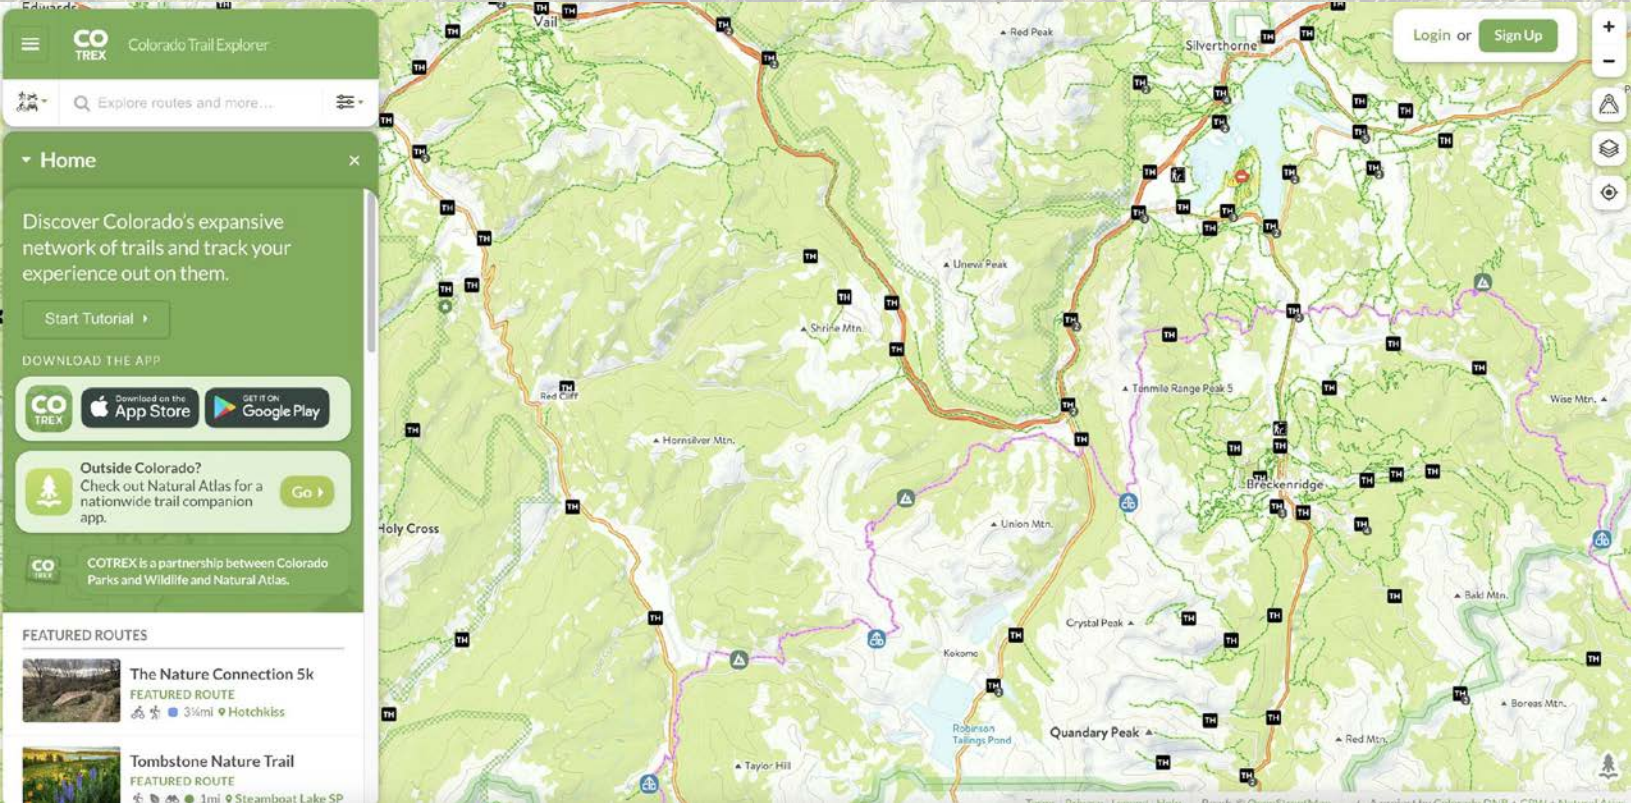 Edwards
CO
TREX
Colorado Trail Explorer
Explore routes and more...
Home
Discover Colorado's expansive
network of trails and track your
experience out on them.
Start Tutorial
DOWNLOAD THE APP
CO
TREX
Download on the
App Store
GET IT ON
Google Play
Outside Colorado?
Check out Natural Atlas for a
nationwide trail companion
app.
Go
CO
TREX
COTREX is a partnership between Colorado
Parks and Wildlife and Natural Atlas.
FEATURED ROUTES
The Nature Connection 5k
FEATURED ROUTE
3¼mi Hotchkiss
Tombstone Nature Trail
FEATURED ROUTE
1mi Steamboat Lake SP
Login or Sign Up
Vail
Red Peak
Silverthorne
Uneva Peak
Shrine Mtn.
Red Cliff
Tenmile Range Peak 5
Wise Mtn.
Hornsilver Mtn.
Breckenridge
Holy Cross
Union Mtn.
Bald Mtn.
Crystal Peak
Kokomo
Boreas Mtn.
Robinson
Tailings Pond
Quandary Peak
Red Mtn.
Taylor Hill